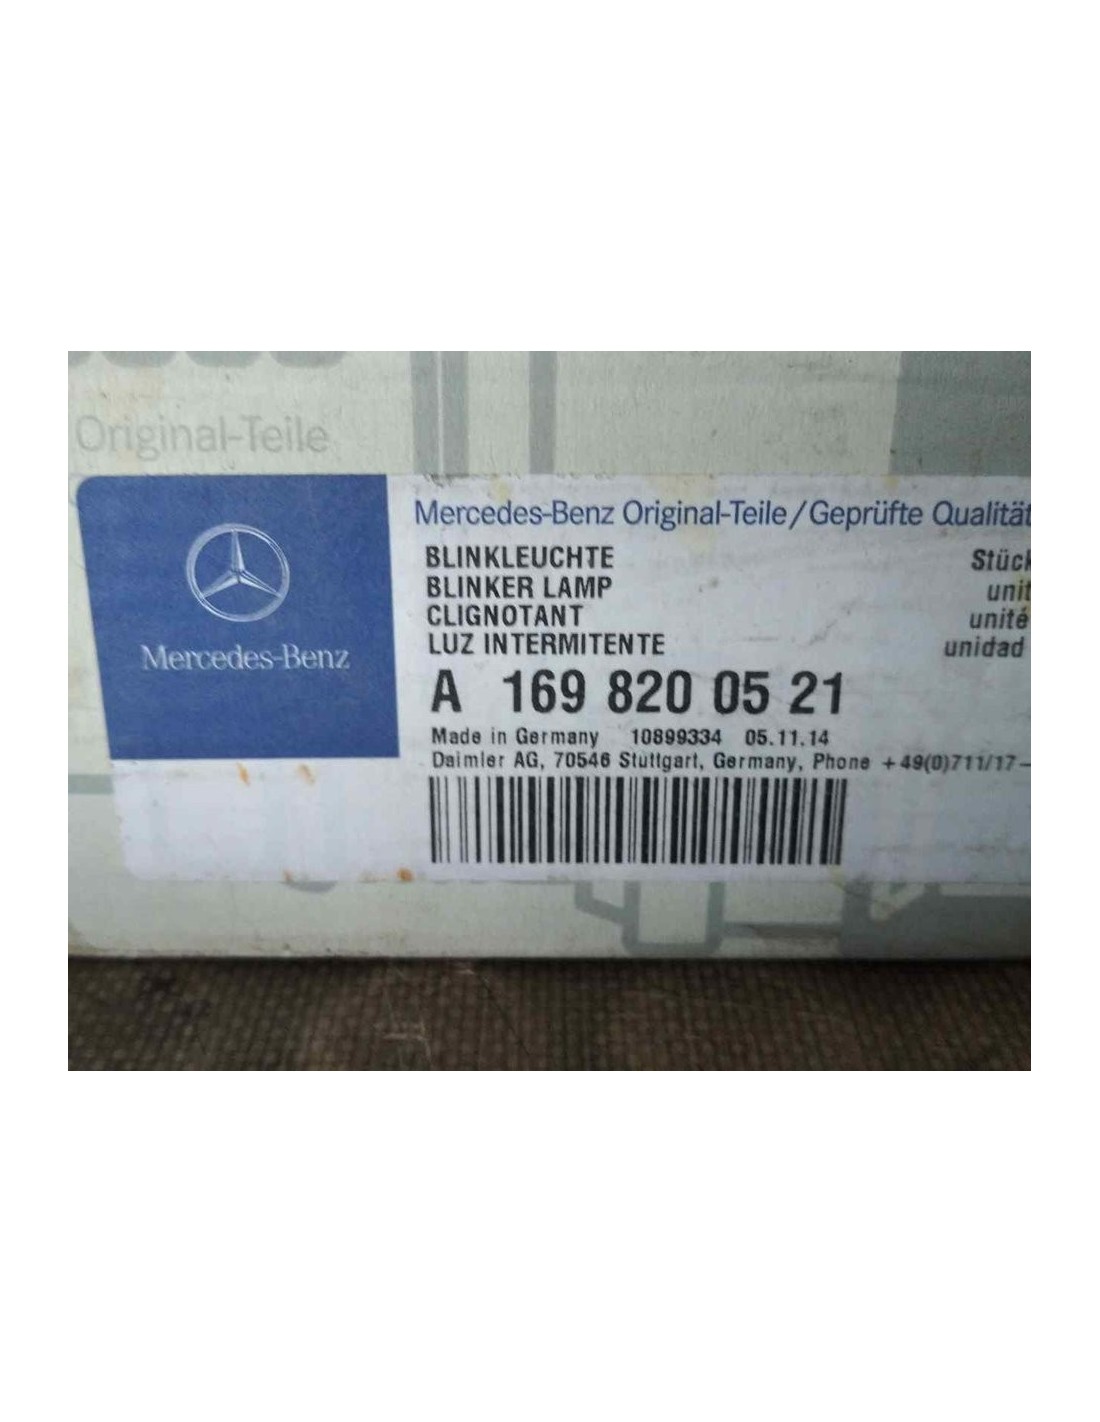 Original-Teile
Mercedes-Benz
Mercedes-Benz Original-Teile/Geprüfte Qualität
BLINKLEUCHTE
Stück
BLINKER LAMP
unit
CLIGNOTANT
unité
LUZ INTERMITENTE
unidad
A 169 820 05 21
Made in Germany 10899334 05.11.14
Daimler AG, 70546 Stuttgart, Germany, Phone +49(0)711/17-